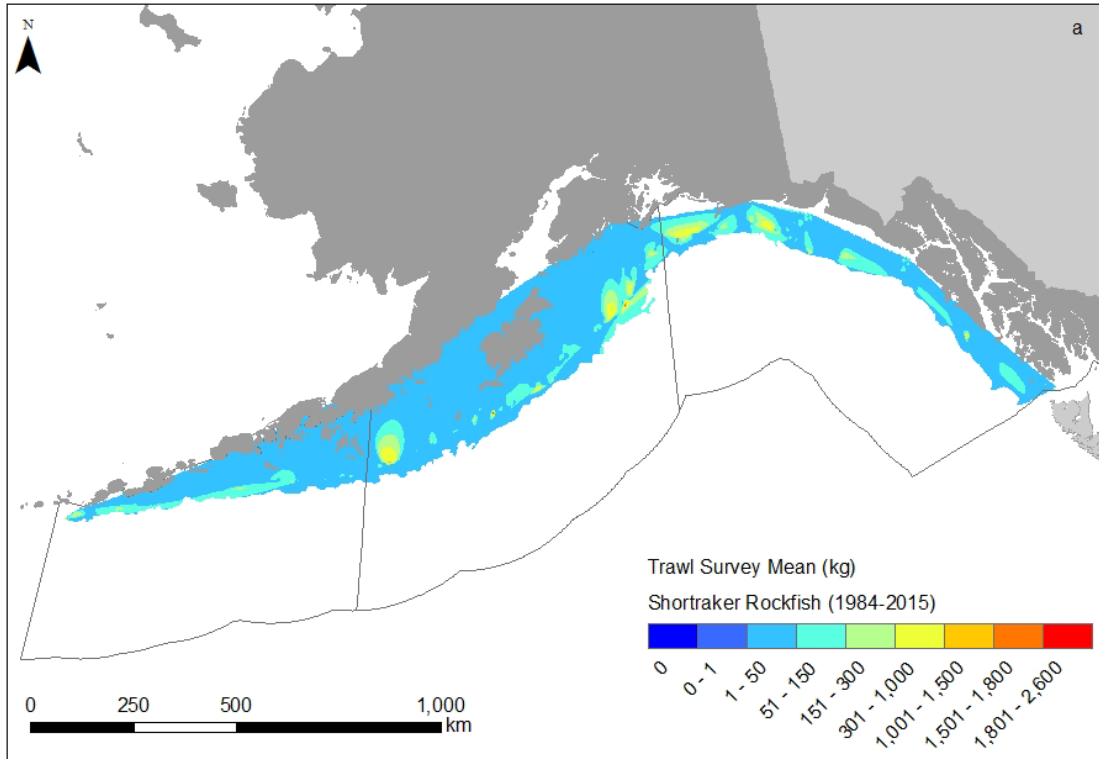 N
a
Trawl Survey Mean (kg)
Shortraker Rockfish (1984-2015)
0
0 - 1
1 - 50
51 - 150
151 - 300
301 - 1,000
1,001 - 1,500
1,501 - 1,800
1,801 - 2,600
0 250 500 1,000
km